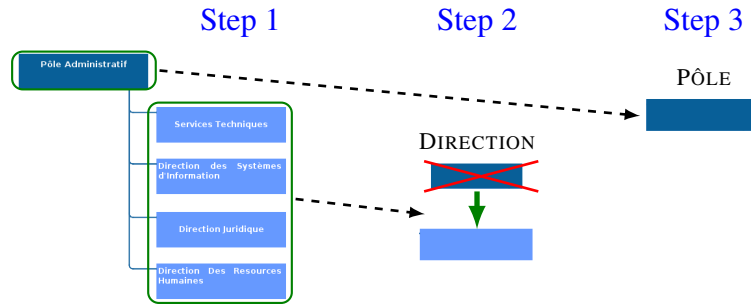 Step 1
Step 2
Step 3
Pôle Administratif
Services Techniques
Direction des Systèmes
d'Information
Direction Juridique
Direction Des Resources
Humaines
DIRECTION
PÔLE